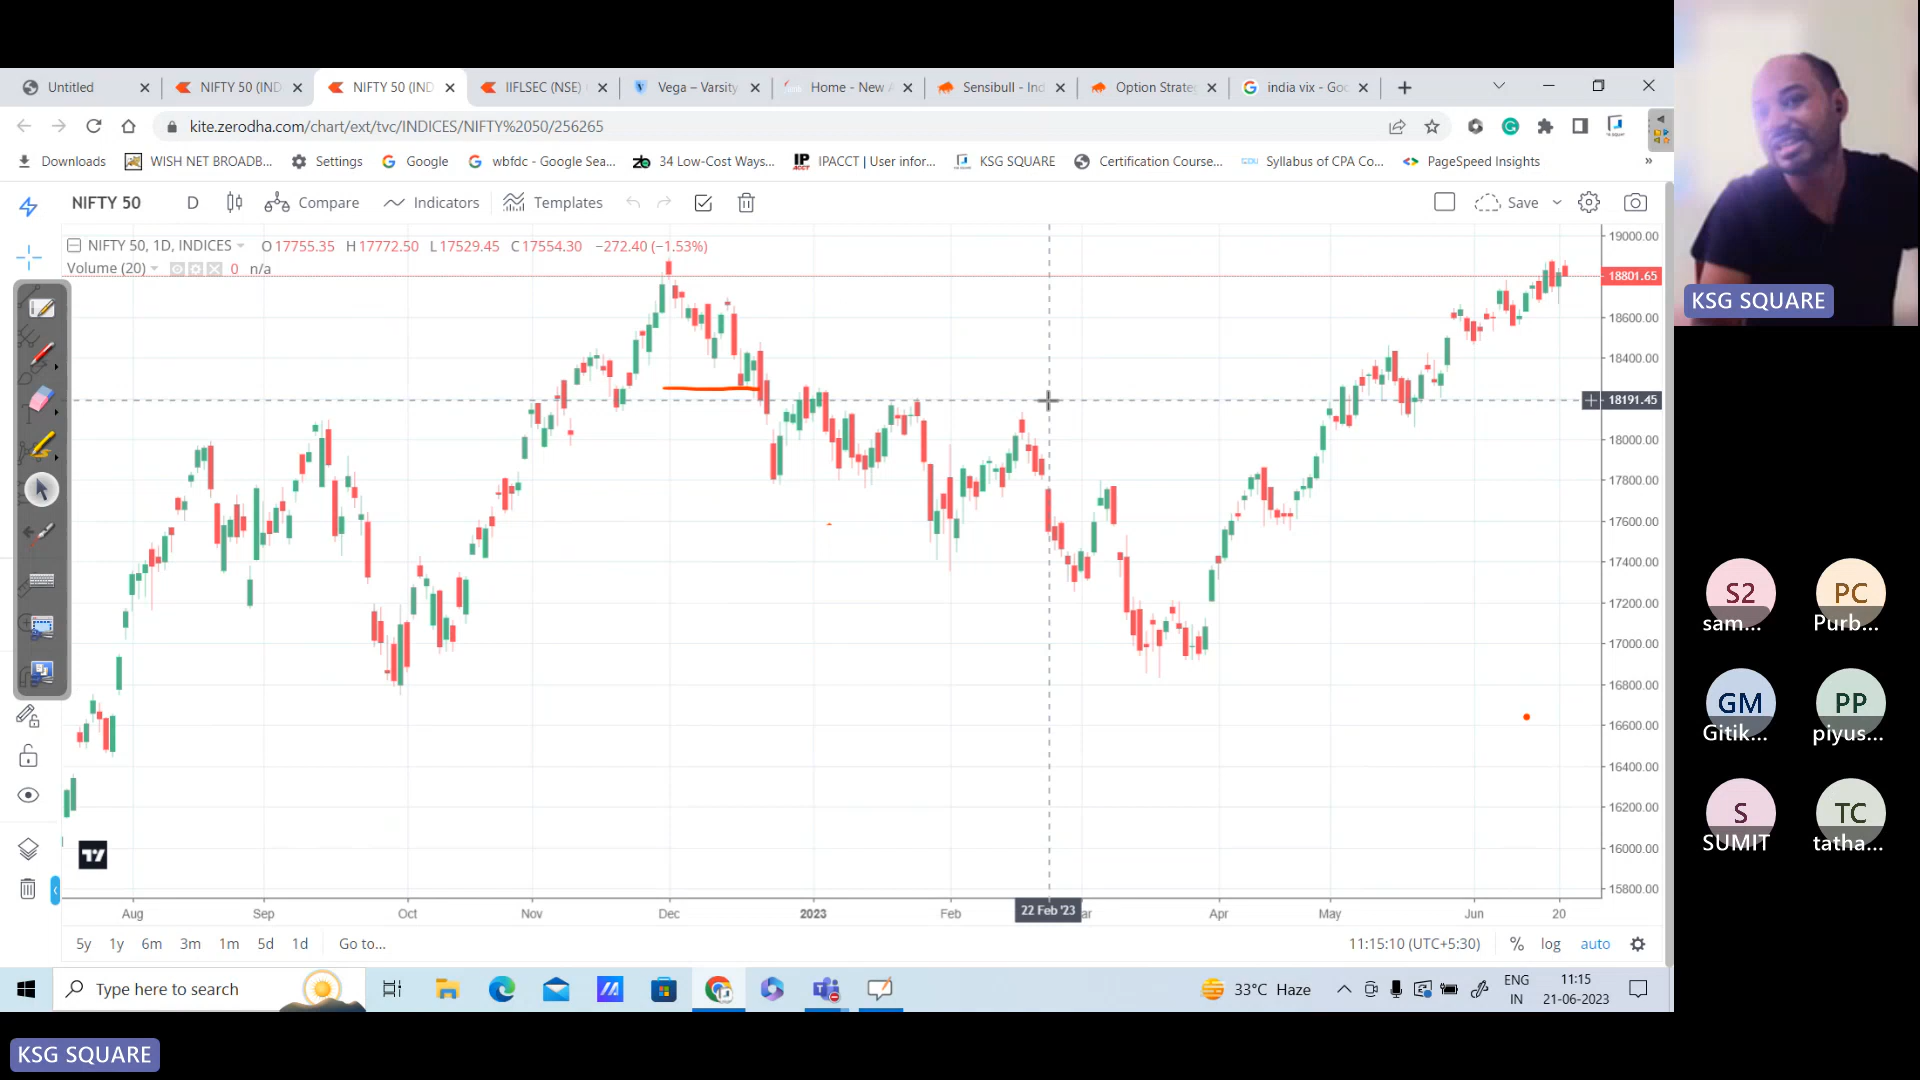 Untitled
NIFTY 50 (IND
NIFTY 50 (IND
IIFLSEC (NSE)
Vega – Varsity
Home - New
Sensibull - Ind
Option Strate
india vix - Goo
kite.zerodha.com/chart/ext/tvc/INDICES/NIFTY%2050/256265
Downloads
WISH NET BROADB...
Settings
Google
wbfdc - Google Sea...
34 Low-Cost Ways...
IPACCT | User infor...
KSG SQUARE
Certification Course...
Syllabus of CPA Co...
PageSpeed Insights
»
NIFTY 50
D
Compare
Indicators
Templates
Save
NIFTY 50, 1D, INDICES O17755.35 H17772.50 L17529.45 C17554.30 −272.40 (−1.53%)
Volume (20) 0 n/a
19000.00
18801.65
18600.00
18400.00
18191.45
18000.00
17800.00
17600.00
17400.00
17200.00
17000.00
16800.00
16600.00
16400.00
16200.00
16000.00
15800.00
Aug Sep Oct Nov Dec 2023 Feb 22 Feb '23 ar Apr May Jun 20
5y 1y 6m 3m 1m 5d 1d Go to...
11:15:10 (UTC+5:30) % log auto
Type here to search
33°C Haze
ENG
IN
11:15
21-06-2023
KSG SQUARE
S2
sam...
PC
Purb...
GM
Gitik...
PP
piyus...
S
SUMIT
TC
tatha...
KSG SQUARE